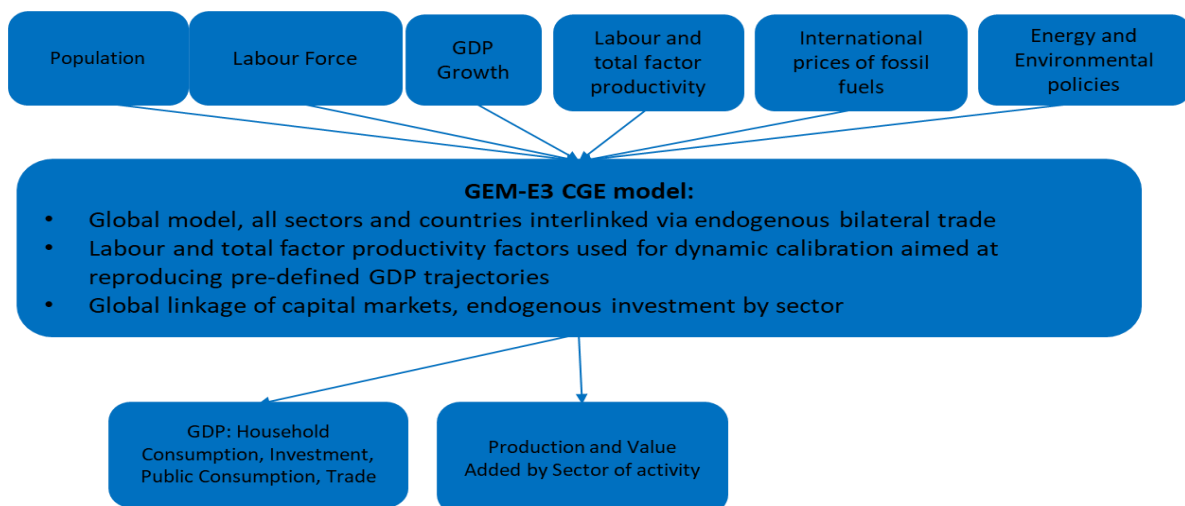 Population
Labour Force
GDP
Growth
Labour and
total factor
productivity
International
prices of fossil
fuels
Energy and
Environmental
policies
GEM-E3 CGE model:
• Global model, all sectors and countries interlinked via endogenous bilateral trade
• Labour and total factor productivity factors used for dynamic calibration aimed at
reproducing pre-defined GDP trajectories
• Global linkage of capital markets, endogenous investment by sector
GDP: Household
Consumption, Investment,
Public Consumption, Trade
Production and Value
Added by Sector of activity